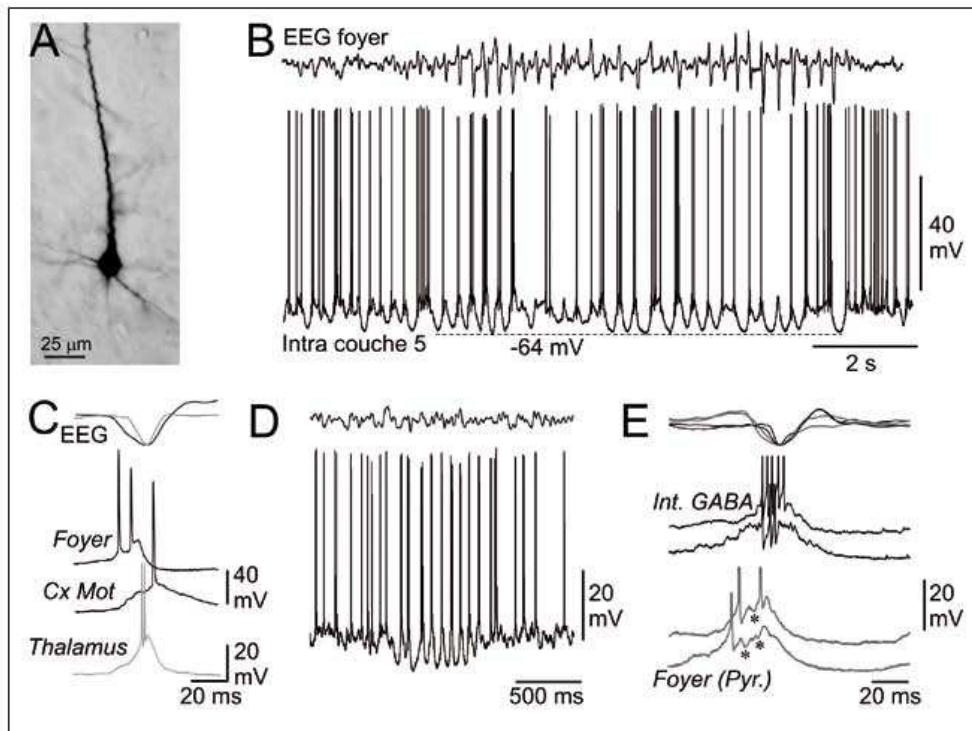 A
25 µm
B
EEG foyer
40
mV
Intra couche 5
-64 mV
2 s
C
EEG
Foyer
Cx Mot
40
mV
Thalamus
20
mV
20 ms
D
20
mV
500 ms
E
Int. GABA
20
mV
*
* *
Foyer (Pyr.)
20 ms